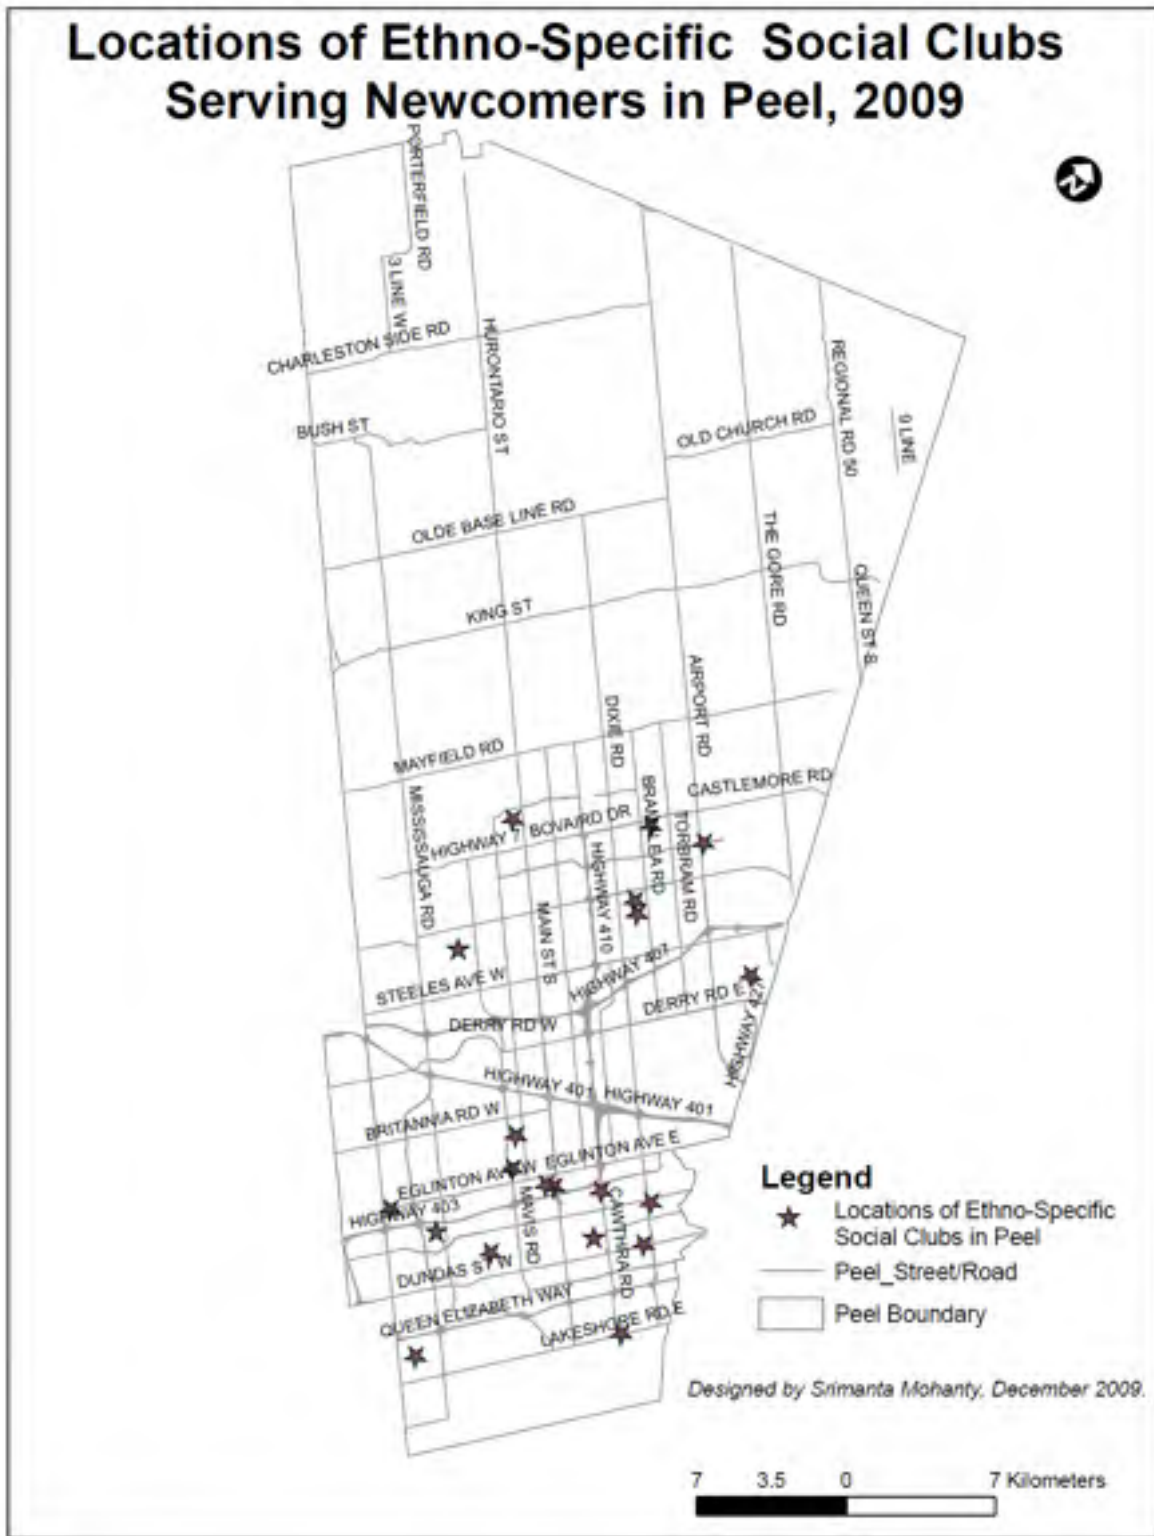 Locations of Ethno-Specific Social Clubs
Serving Newcomers in Peel, 2009
PORTERFIELD RD
3 LINE W
HURONTARIO ST
CHARLESTON SIDE RD
REGIONAL RD 50
9 LINE
BUSH ST
OLD CHURCH RD
OLDE BASE LINE RD
THE GORE RD
QUEEN ST S
KING ST
AIRPORT RD
DIXIE RD
MAYFIELD RD
CASTLEMORE RD
MISSISSAUGA RD
HIGHWAY 7
BOVAIRD DR
TORBRAM RD
HIGHWAY 410
MAIN ST S
HIGHWAY 407
STEELES AVE W
DERRY RD E
HIGHWAY 427
DERRY RD W
HIGHWAY 401
HIGHWAY 401
BRITANNIA RD W
EGLINTON AVE E
EGLINTON AVE W
HIGHWAY 403
MAVIS RD
CAWTHRA RD
DUNDAS ST W
QUEEN ELIZABETH WAY
LAKESHORE RD E
Legend
Locations of Ethno-Specific
Social Clubs in Peel
Peel_Street/Road
Peel Boundary
Designed by Srimanta Mohanty, December 2009.
7 3.5 0 7 Kilometers